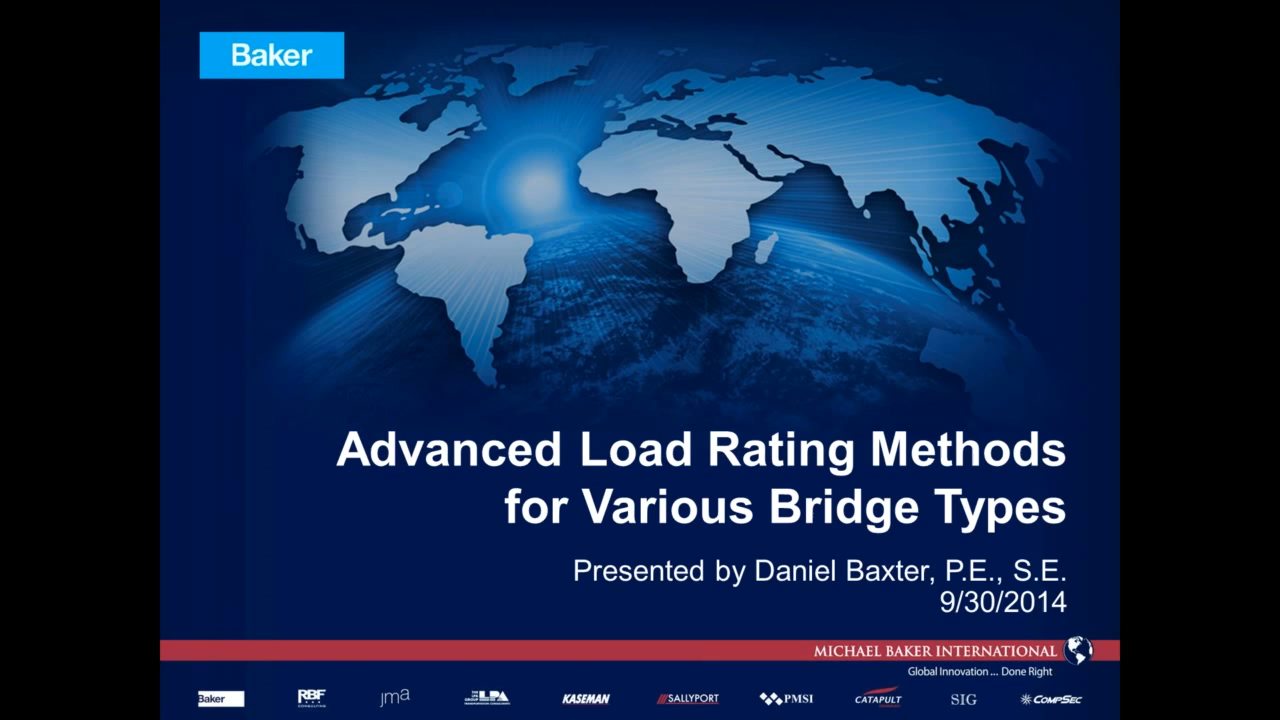 Baker
Advanced Load Rating Methods
for Various Bridge Types
Presented by Daniel Baxter, P.E., S.E.
9/30/2014
MICHAEL BAKER INTERNATIONAL
Global Innovation ... Done Right
Baker
RBF
CONSULTING
jma
LPA
KASEMAN
SALLYPORT
PMSI
CATAPULT
SIG
COMPSEC